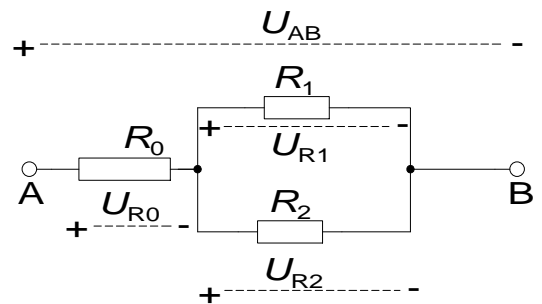 U_AB
+ -
R_1
+ -
R_0
U_R1
A B
U_R0
+ -
R_2
U_R2
+ -